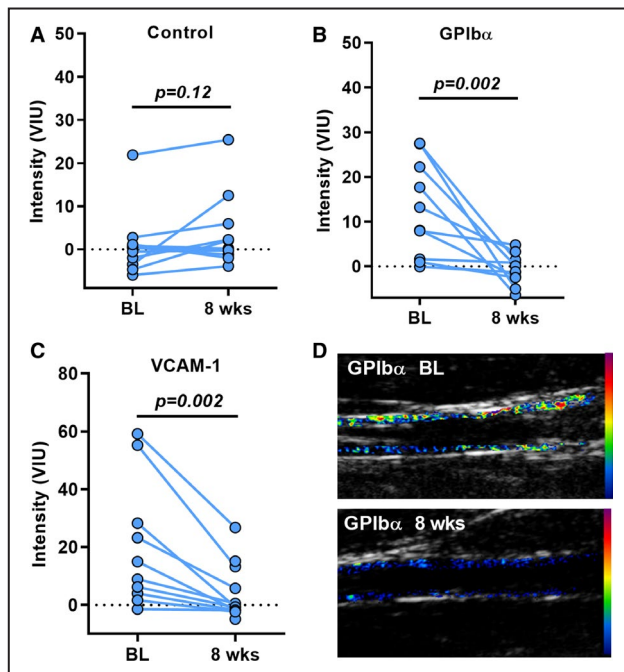 A
Control
Intensity (VIU)
50
40
30
20
10
0
p=0.12
BL
8 wks
B
GPIbα
Intensity (VIU)
50
40
30
20
10
0
p=0.002
BL
8 wks
C
VCAM-1
Intensity (VIU)
80
60
40
20
0
p=0.002
BL
8 wks
D
GPIbα BL
GPIbα 8 wks